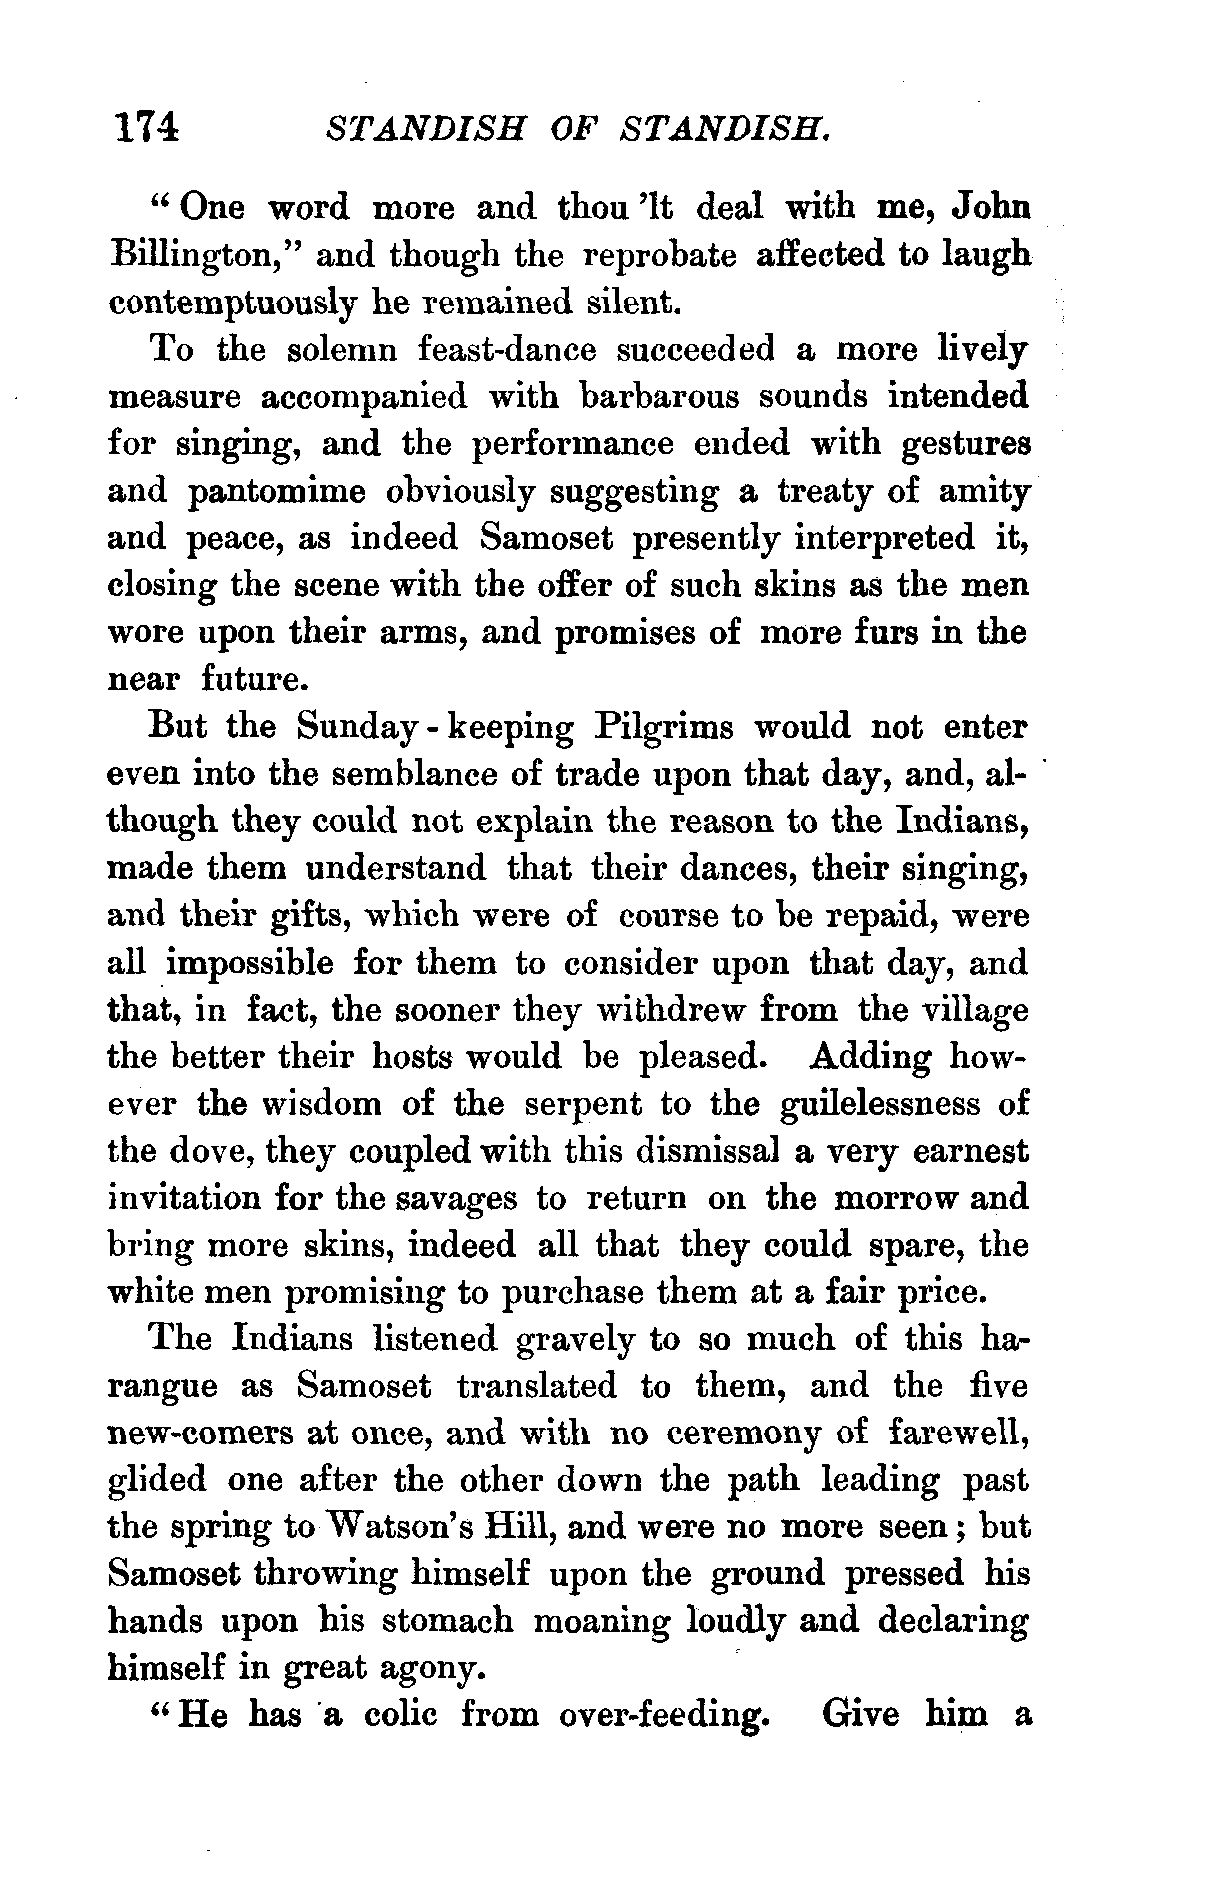 174 STANDISH OF STANDISH.
“ One word more and thou ’lt deal with me, John
Billington,” and though the reprobate affected to laugh
contemptuously he remained silent.
To the solemn feast-dance succeeded a more lively
measure accompanied with barbarous sounds intended
for singing, and the performance ended with gestures
and pantomime obviously suggesting a treaty of amity
and peace, as indeed Samoset presently interpreted it,
closing the scene with the offer of such skins as the men
wore upon their arms, and promises of more furs in the
near future.
But the Sunday - keeping Pilgrims would not enter
even into the semblance of trade upon that day, and, al-
though they could not explain the reason to the Indians,
made them understand that their dances, their singing,
and their gifts, which were of course to be repaid, were
all impossible for them to consider upon that day, and
that, in fact, the sooner they withdrew from the village
the better their hosts would be pleased. Adding how-
ever the wisdom of the serpent to the guilelessness of
the dove, they coupled with this dismissal a very earnest
invitation for the savages to return on the morrow and
bring more skins, indeed all that they could spare, the
white men promising to purchase them at a fair price.
The Indians listened gravely to so much of this ha-
rangue as Samoset translated to them, and the five
new-comers at once, and with no ceremony of farewell,
glided one after the other down the path leading past
the spring to Watson’s Hill, and were no more seen ; but
Samoset throwing himself upon the ground pressed his
hands upon his stomach moaning loudly and declaring
himself in great agony.
“ He has a colic from over-feeding. Give him a